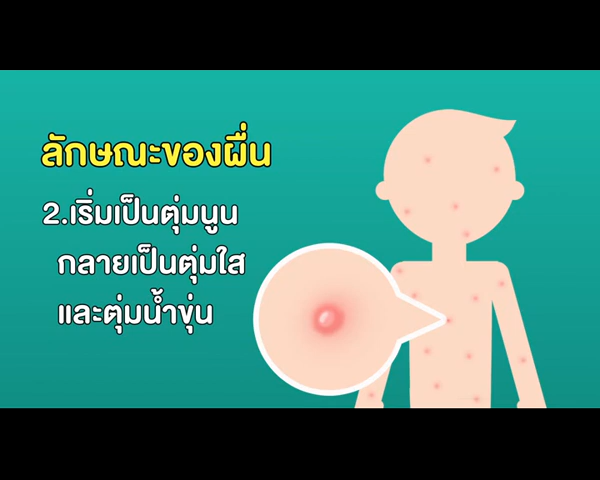 ลักษณะของผื่น
2.เริ่มเป็นตุ่มนูน
กลายเป็นตุ่มใส
และตุ่มน้ำขุ่น